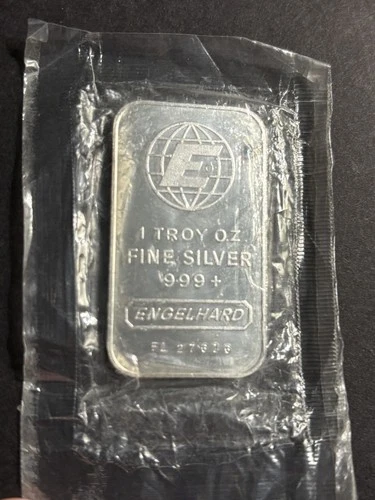 E
1 TROY OZ
FINE SILVER
999+
ENGELHARD